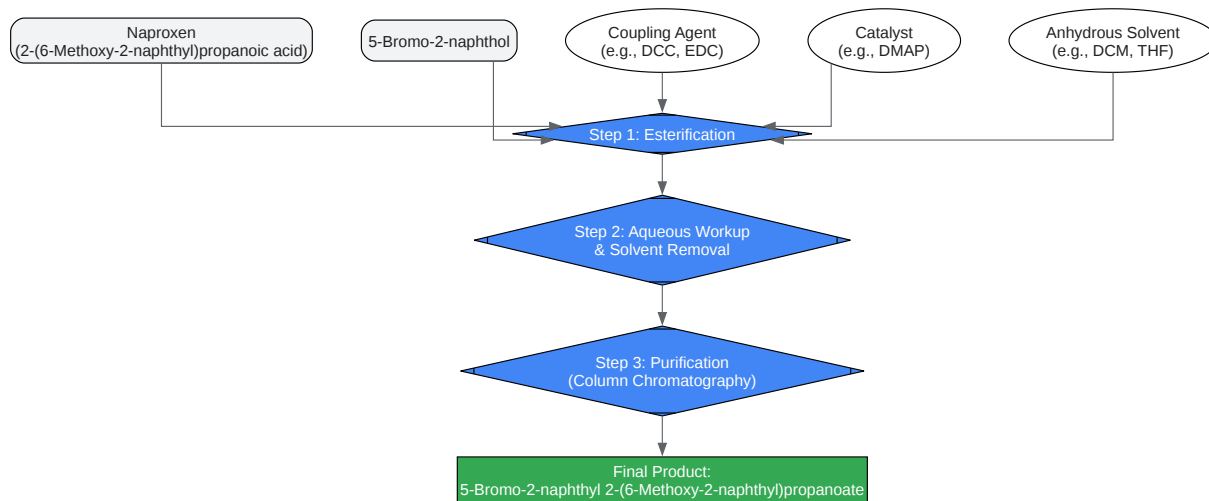 Naproxen
(2-(6-Methoxy-2-naphthyl)propanoic acid)
5-Bromo-2-naphthol
Coupling Agent
(e.g., DCC, EDC)
Catalyst
(e.g., DMAP)
Anhydrous Solvent
(e.g., DCM, THF)
Step 1: Esterification
Step 2: Aqueous Workup
& Solvent Removal
Step 3: Purification
(Column Chromatography)
Final Product:
5-Bromo-2-naphthyl 2-(6-Methoxy-2-naphthyl)propanoate